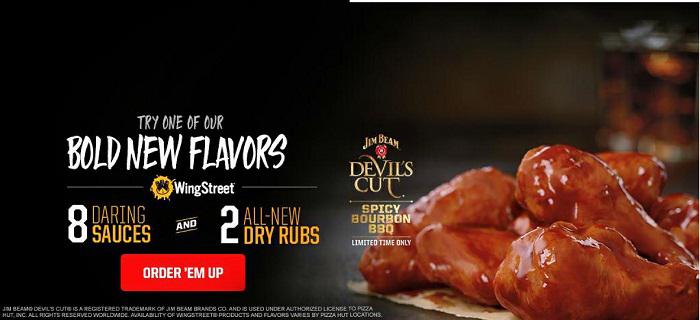 TRY ONE OF OUR
BOLD NEW FLAVORS
WingStreet
8 DARING SAUCES AND 2 ALL-NEW DRY RUBS
ORDER 'EM UP
JIM BEAM
DEVIL'S
CUT
SPICY
BOURBON
BBQ
LIMITED TIME ONLY
JIM BEAM® DEVIL'S CUT® IS A REGISTERED TRADEMARK OF JIM BEAM BRANDS CO. AND IS USED UNDER AUTHORIZED LICENSE TO PIZZA
HUT, INC. ALL RIGHTS RESERVED WORLDWIDE. AVAILABILITY OF WINGSTREET® PRODUCTS AND FLAVORS VARIES BY PIZZA HUT LOCATIONS.